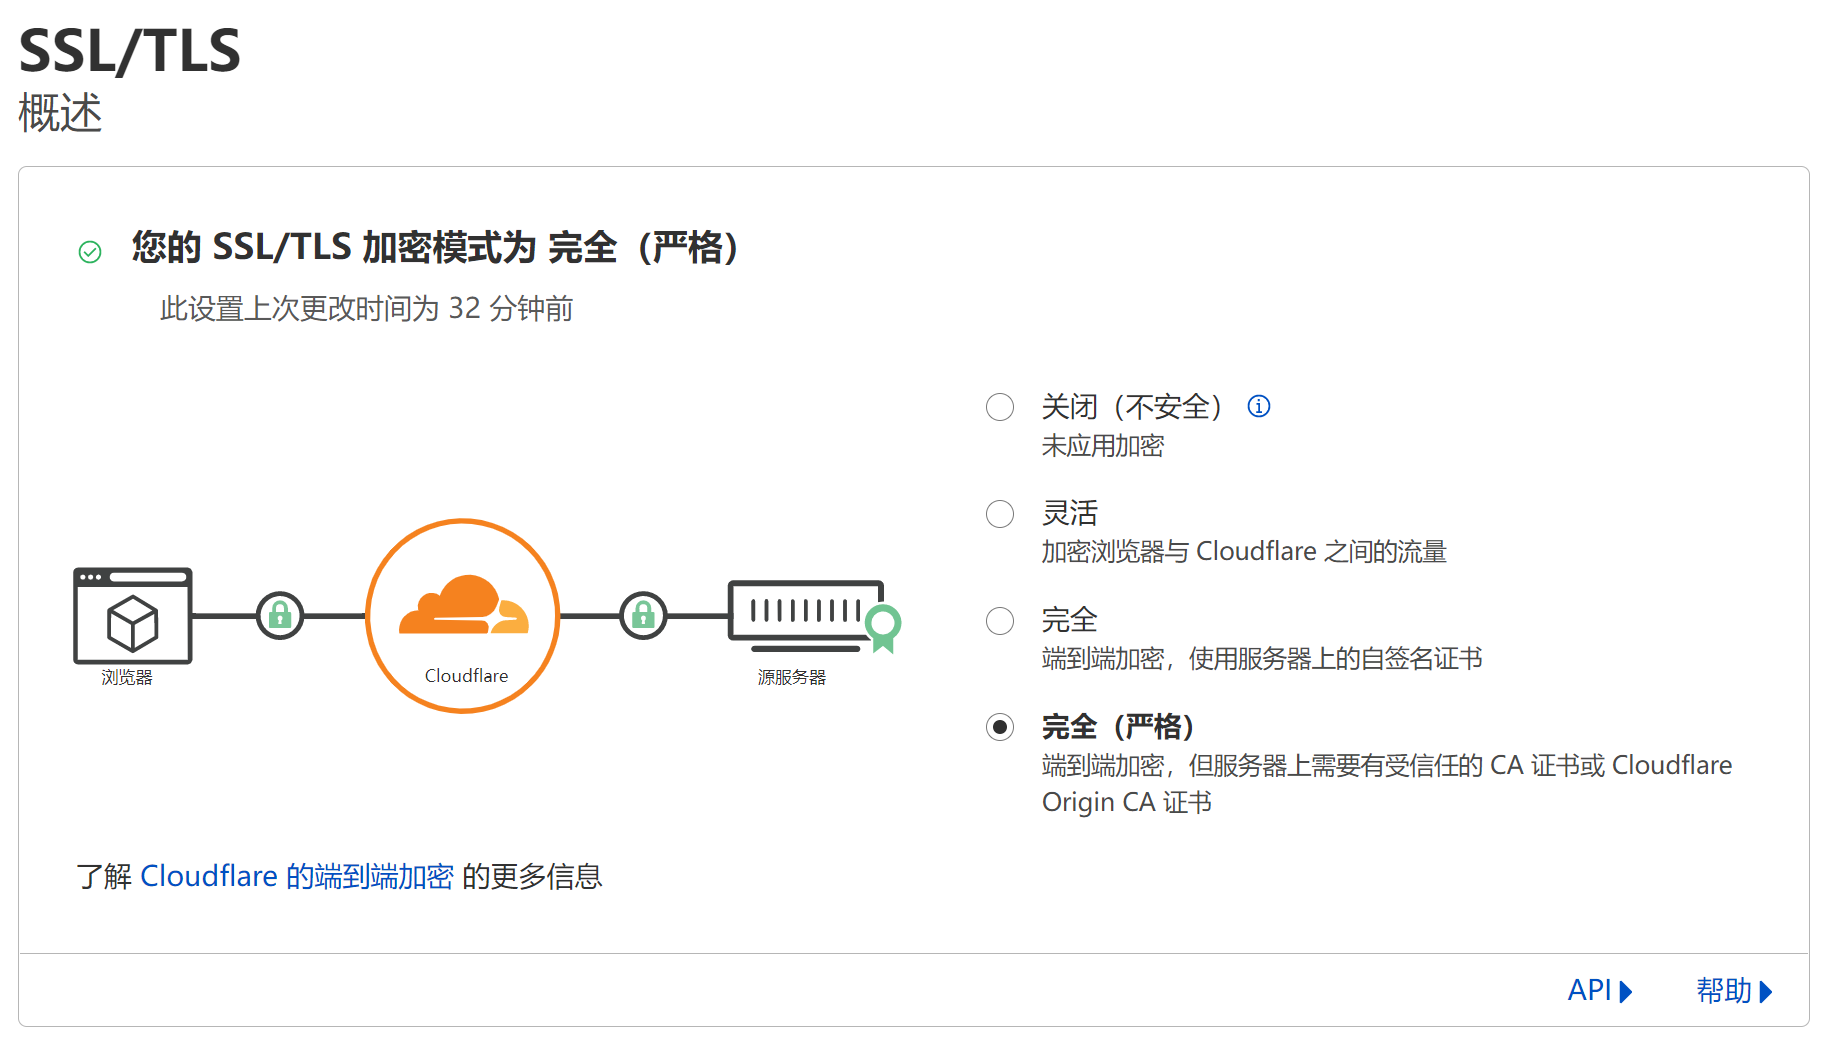 SSL/TLS
概述
您的 SSL/TLS 加密模式为 完全（严格）
此设置上次更改时间为 32 分钟前
关闭（不安全）
未应用加密
灵活
加密浏览器与 Cloudflare 之间的流量
完全
端到端加密，使用服务器上的自签名证书
完全（严格）
端到端加密，但服务器上需要有受信任的 CA 证书或 Cloudflare
Origin CA 证书
浏览器
Cloudflare
源服务器
了解 Cloudflare 的端到端加密 的更多信息
API
帮助